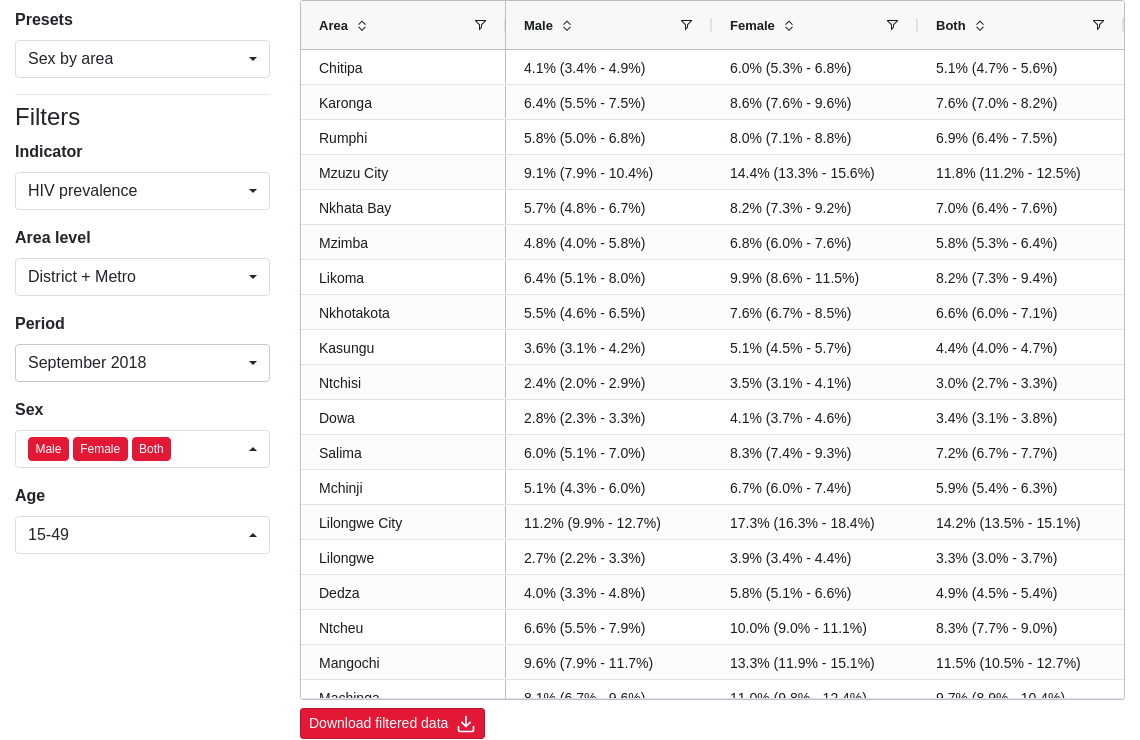 Presets
Sex by area
Filters
Indicator
HIV prevalence
Area level
District + Metro
Period
September 2018
Sex
Male Female Both
Age
15-49
Area Male Female Both
Chitipa 4.1% (3.4% - 4.9%) 6.0% (5.3% - 6.8%) 5.1% (4.7% - 5.6%)
Karonga 6.4% (5.5% - 7.5%) 8.6% (7.6% - 9.6%) 7.6% (7.0% - 8.2%)
Rumphi 5.8% (5.0% - 6.8%) 8.0% (7.1% - 8.8%) 6.9% (6.4% - 7.5%)
Mzuzu City 9.1% (7.9% - 10.4%) 14.4% (13.3% - 15.6%) 11.8% (11.2% - 12.5%)
Nkhata Bay 5.7% (4.8% - 6.7%) 8.2% (7.3% - 9.2%) 7.0% (6.4% - 7.6%)
Mzimba 4.8% (4.0% - 5.8%) 6.8% (6.0% - 7.6%) 5.8% (5.3% - 6.4%)
Likoma 6.4% (5.1% - 8.0%) 9.9% (8.6% - 11.5%) 8.2% (7.3% - 9.4%)
Nkhotakota 5.5% (4.6% - 6.5%) 7.6% (6.7% - 8.5%) 6.6% (6.0% - 7.1%)
Kasungu 3.6% (3.1% - 4.2%) 5.1% (4.5% - 5.7%) 4.4% (4.0% - 4.7%)
Ntchisi 2.4% (2.0% - 2.9%) 3.5% (3.1% - 4.1%) 3.0% (2.7% - 3.3%)
Dowa 2.8% (2.3% - 3.3%) 4.1% (3.7% - 4.6%) 3.4% (3.1% - 3.8%)
Salima 6.0% (5.1% - 7.0%) 8.3% (7.4% - 9.3%) 7.2% (6.7% - 7.7%)
Mchinji 5.1% (4.3% - 6.0%) 6.7% (6.0% - 7.4%) 5.9% (5.4% - 6.3%)
Lilongwe City 11.2% (9.9% - 12.7%) 17.3% (16.3% - 18.4%) 14.2% (13.5% - 15.1%)
Lilongwe 2.7% (2.2% - 3.3%) 3.9% (3.4% - 4.4%) 3.3% (3.0% - 3.7%)
Dedza 4.0% (3.3% - 4.8%) 5.8% (5.1% - 6.6%) 4.9% (4.5% - 5.4%)
Ntcheu 6.6% (5.5% - 7.9%) 10.0% (9.0% - 11.1%) 8.3% (7.7% - 9.0%)
Mangochi 9.6% (7.9% - 11.7%) 13.3% (11.9% - 15.1%) 11.5% (10.5% - 12.7%)
Machinga 8.1% (6.7% - 9.6%) 11.0% (9.8% - 12.4%) 9.7% (8.9% - 10.4%)
Download filtered data